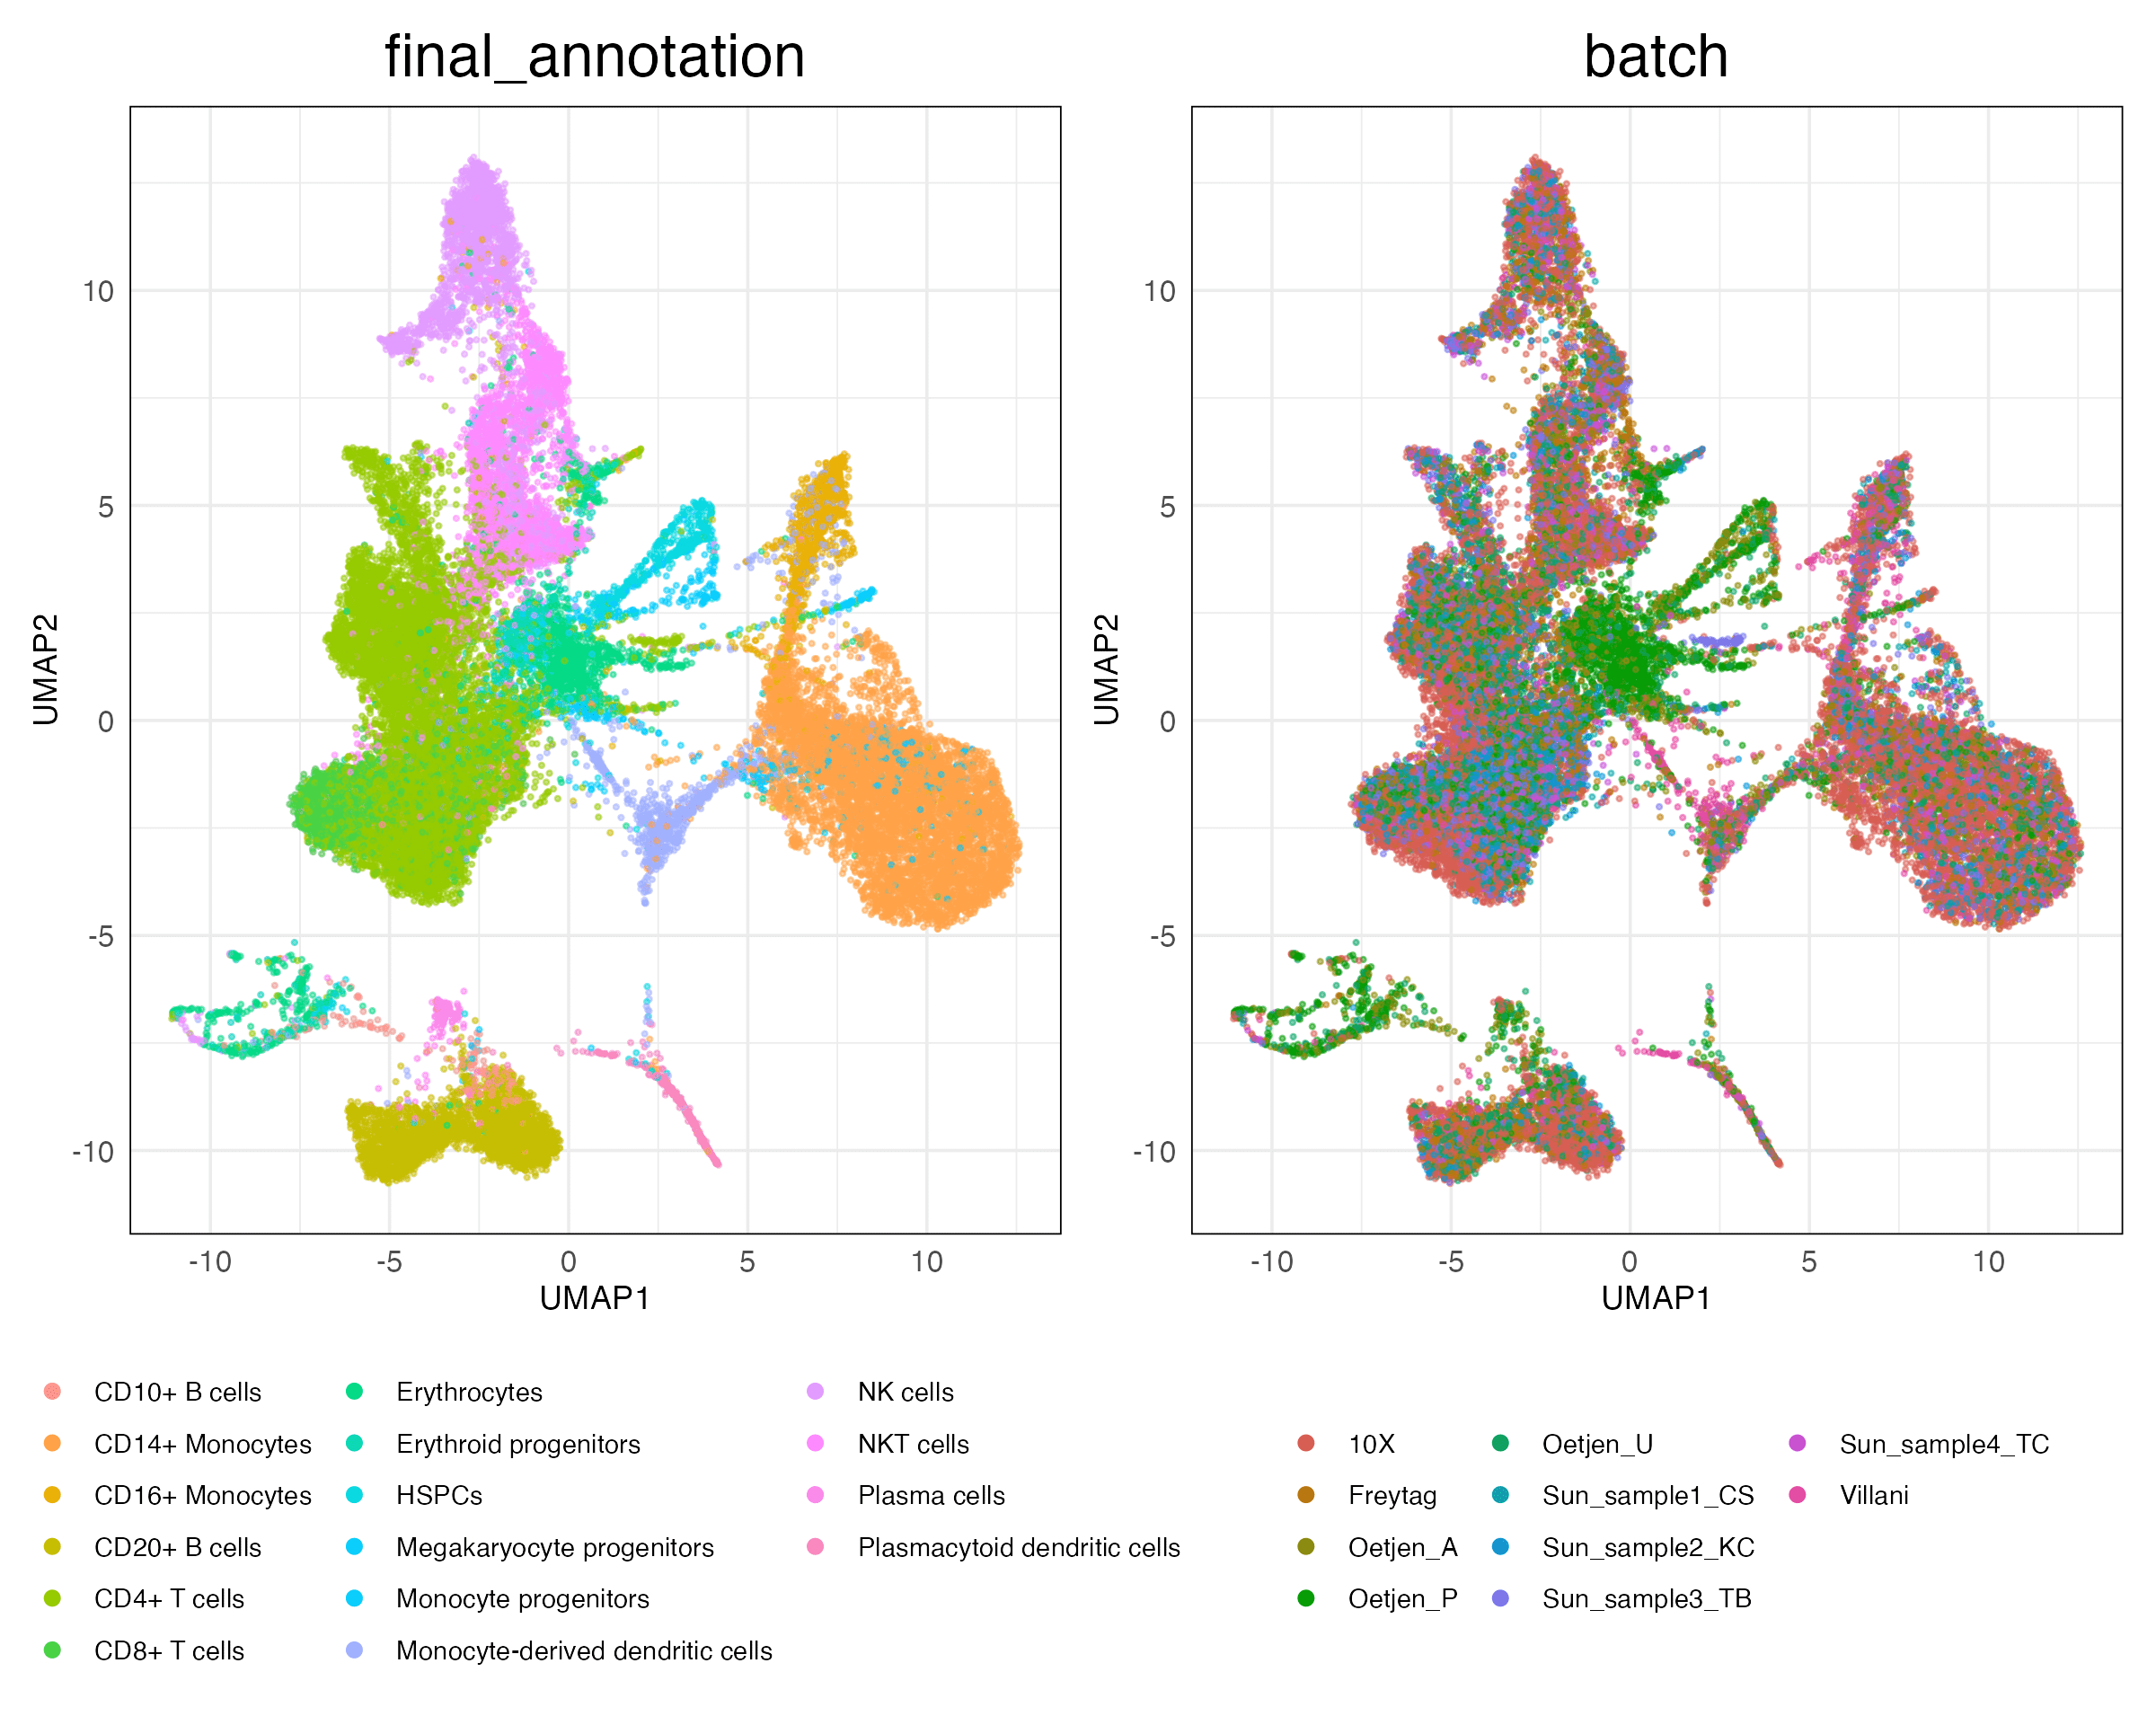 final_annotation
batch
10
5
0
-5
-10
UMAP2
-10
-5
0
5
10
UMAP1
10
5
0
-5
-10
UMAP2
-10
-5
0
5
10
UMAP1
CD10+ B cells
CD14+ Monocytes
CD16+ Monocytes
CD20+ B cells
CD4+ T cells
CD8+ T cells
Erythrocytes
Erythroid progenitors
HSPCs
Megakaryocyte progenitors
Monocyte progenitors
Monocyte-derived dendritic cells
NK cells
NKT cells
Plasma cells
Plasmacytoid dendritic cells
10X
Freytag
Oetjen_A
Oetjen_P
Oetjen_U
Sun_sample1_CS
Sun_sample2_KC
Sun_sample3_TB
Sun_sample4_TC
Villani